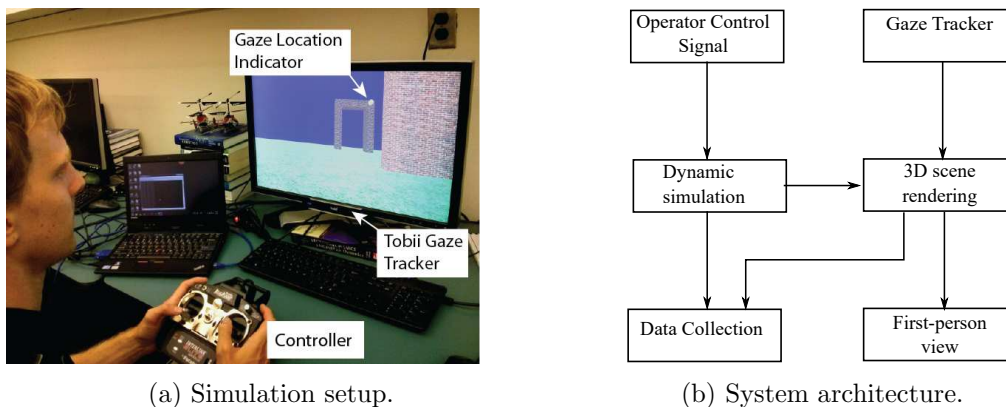 Gaze Location
Indicator
Tobii Gaze
Tracker
Controller
(a) Simulation setup.
Operator Control
Signal
Gaze Tracker
Dynamic
simulation
3D scene
rendering
Data Collection
First-person
view
(b) System architecture.